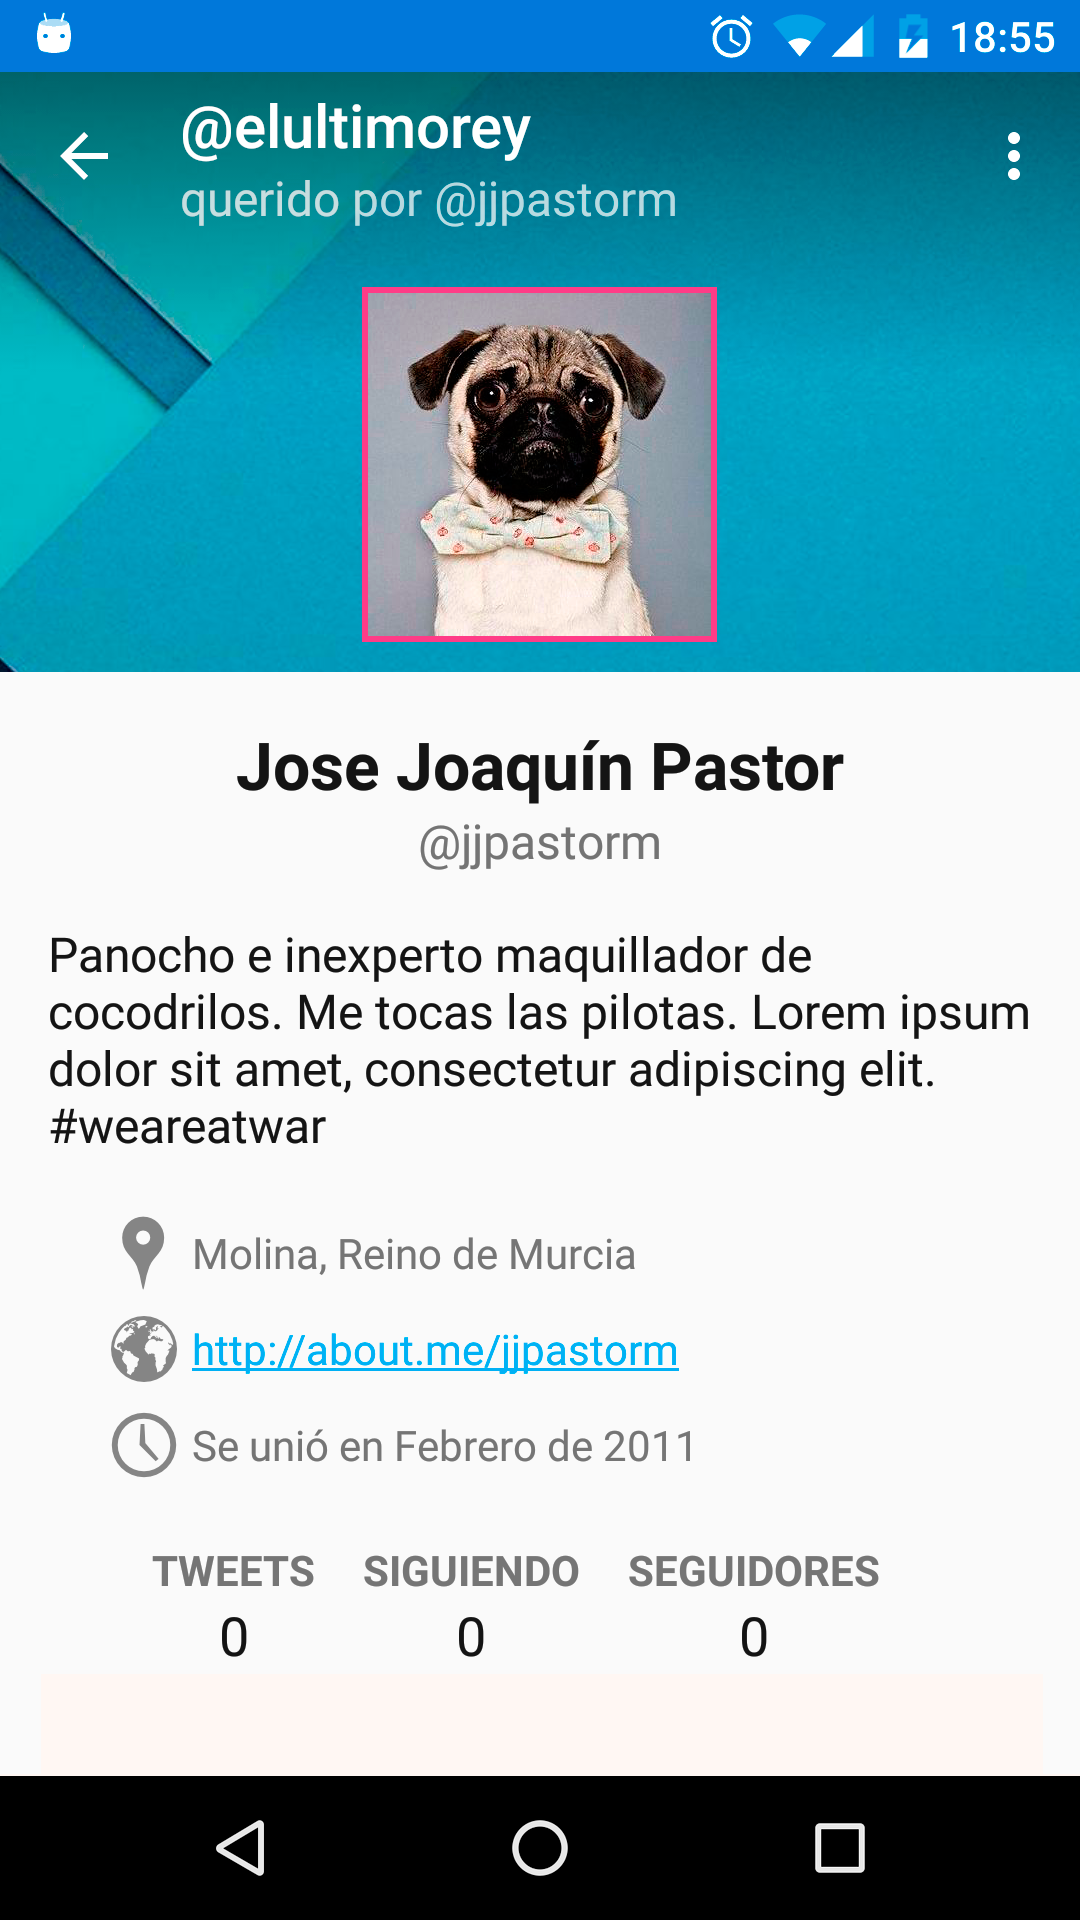 18:55
@elultimorey
querido por @jjpastorm
Jose Joaquín Pastor
@jjpastorm
Panocho e inexperto maquillador de
cocodrilos. Me tocas las pilotas. Lorem ipsum
dolor sit amet, consectetur adipiscing elit.
#weareatwar
Molina, Reino de Murcia
http://about.me/jjpastorm
Se unió en Febrero de 2011
TWEETS SIGUIENDO SEGUIDORES
0 0 0